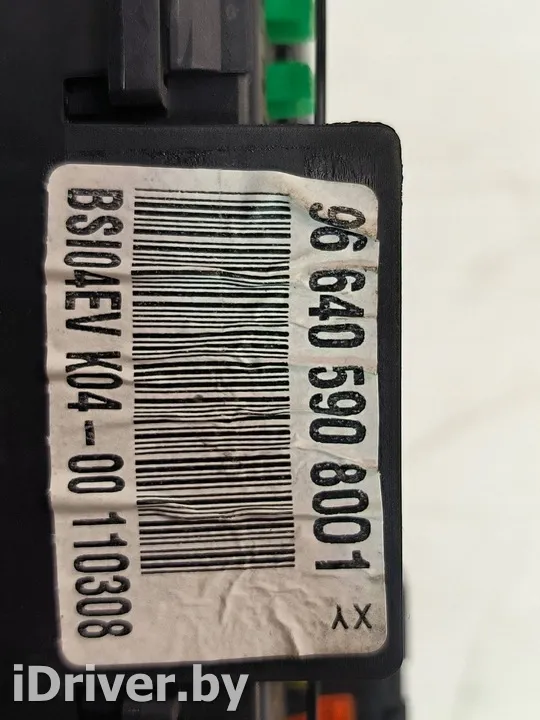 96 640 590 8001
BSI04EV K04-00 110308
XY
iDriver.by